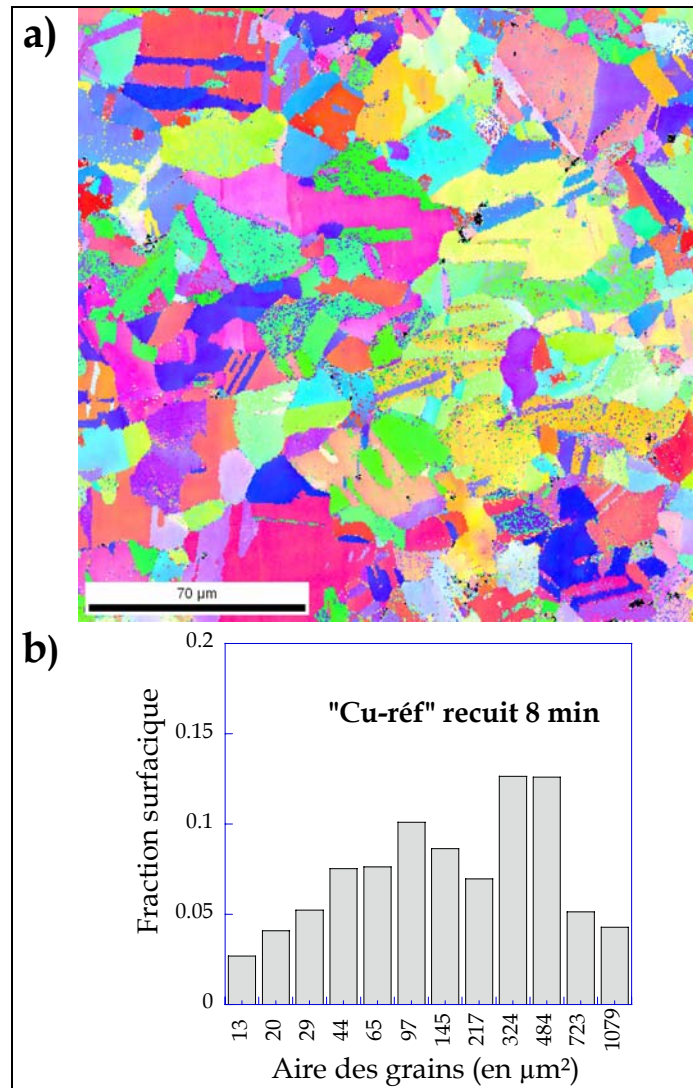 a)
70 µm
b)
0.2
0.15
0.1
0.05
0
"Cu-réf" recuit 8 min
Fraction surfacique
13
20
29
44
65
97
145
217
324
484
723
1079
Aire des grains (en µm²)